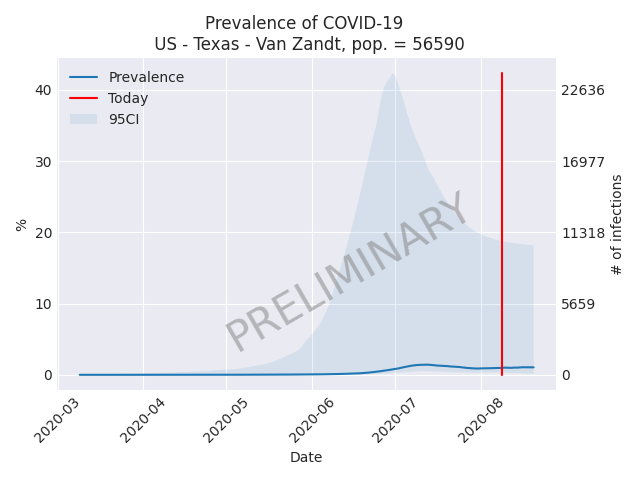 Prevalence of COVID-19
US - Texas - Van Zandt, pop. = 56590
Prevalence
Today
95CI
PRELIMINARY
%
40
30
20
10
0
22636
16977
11318
5659
0
# of infections
2020-03
2020-04
2020-05
2020-06
2020-07
2020-08
Date